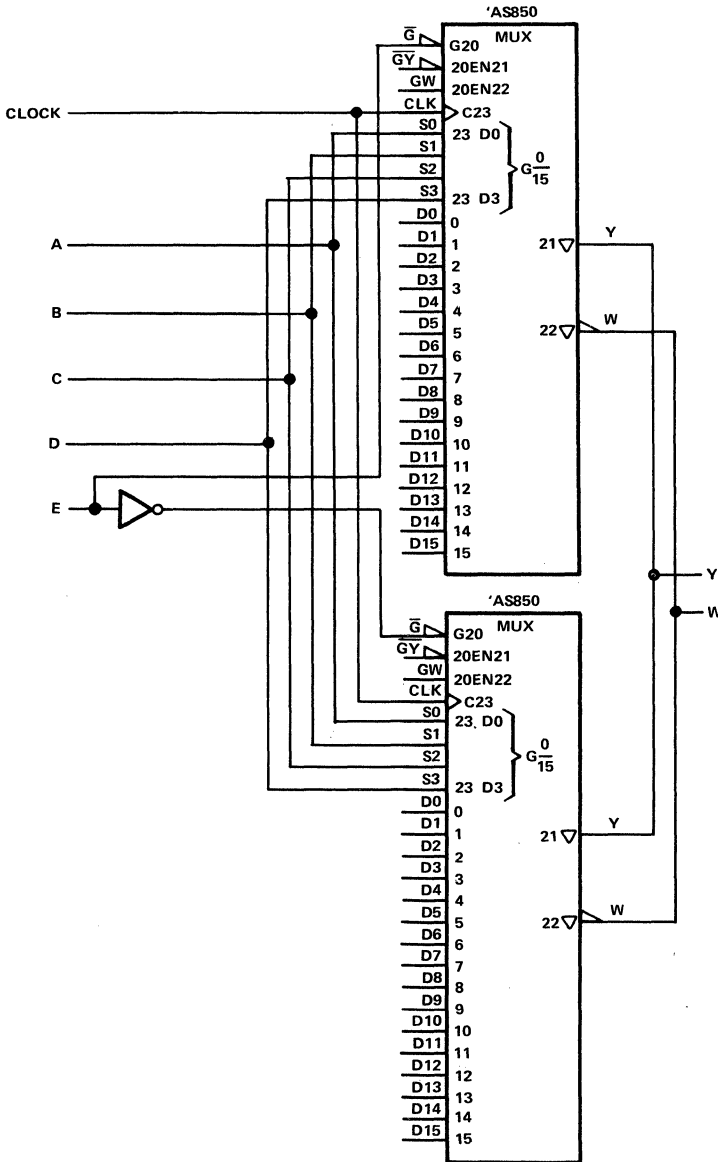 'AS850
MUX
G̅
G20
G̅Y̅
20EN21
GW
20EN22
CLOCK
CLK
C23
S0
23 D0
S1
S2
S3
23 D3
G 0/15
D0
0
A
D1
1
D2
2
D3
3
B
D4
4
D5
5
D6
6
C
D7
7
D8
8
D9
9
D
D10
10
D11
11
D12
12
E
D13
13
D14
14
D15
15
21
Y
22
W
Y
W
'AS850
MUX
G̅
G20
G̅Y̅
20EN21
GW
20EN22
CLK
C23
S0
23 D0
S1
S2
S3
23 D3
G 0/15
D0
0
D1
1
D2
2
D3
3
D4
4
D5
5
D6
6
D7
7
D8
8
D9
9
D10
10
D11
11
D12
12
D13
13
D14
14
D15
15
21
Y
22
W